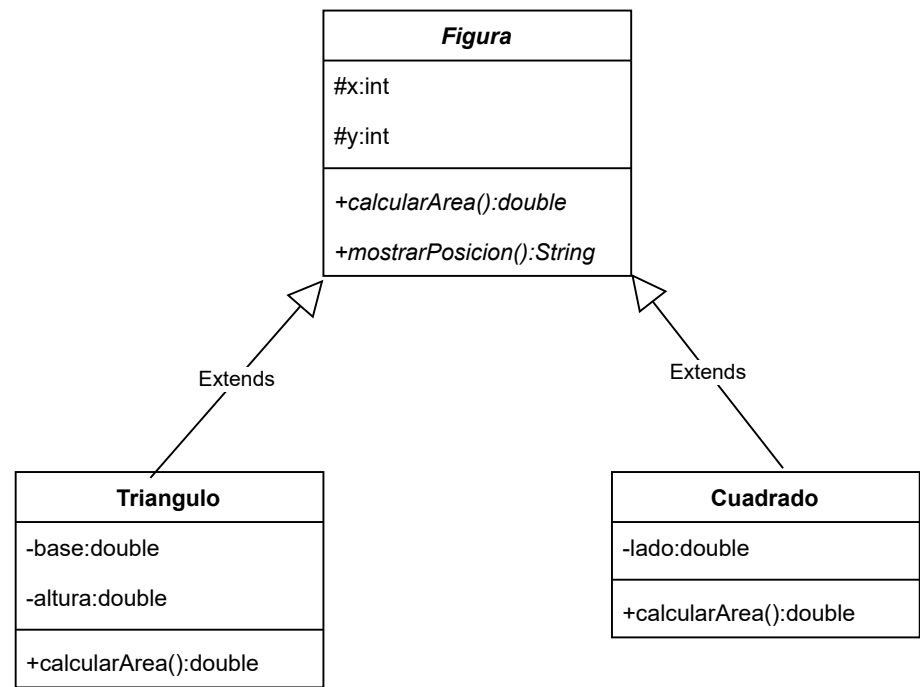 Figura
#x:int
#y:int
+calcularArea():double
+mostrarPosicion():String
Extends
Extends
Triangulo
-base:double
-altura:double
+calcularArea():double
Cuadrado
-lado:double
+calcularArea():double